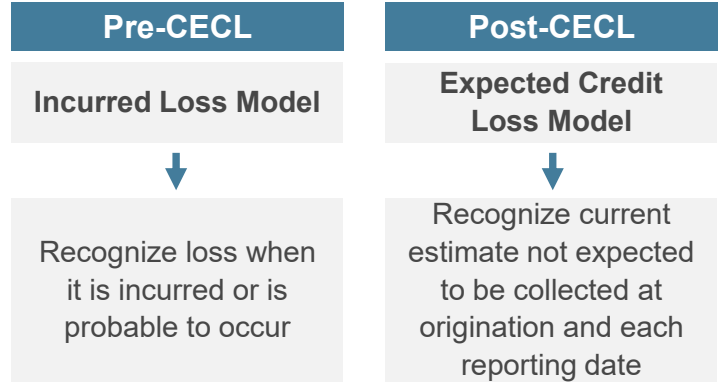 Pre-CECL
Incurred Loss Model
Recognize loss when
it is incurred or is
probable to occur
Post-CECL
Expected Credit
Loss Model
Recognize current
estimate not expected
to be collected at
origination and each
reporting date